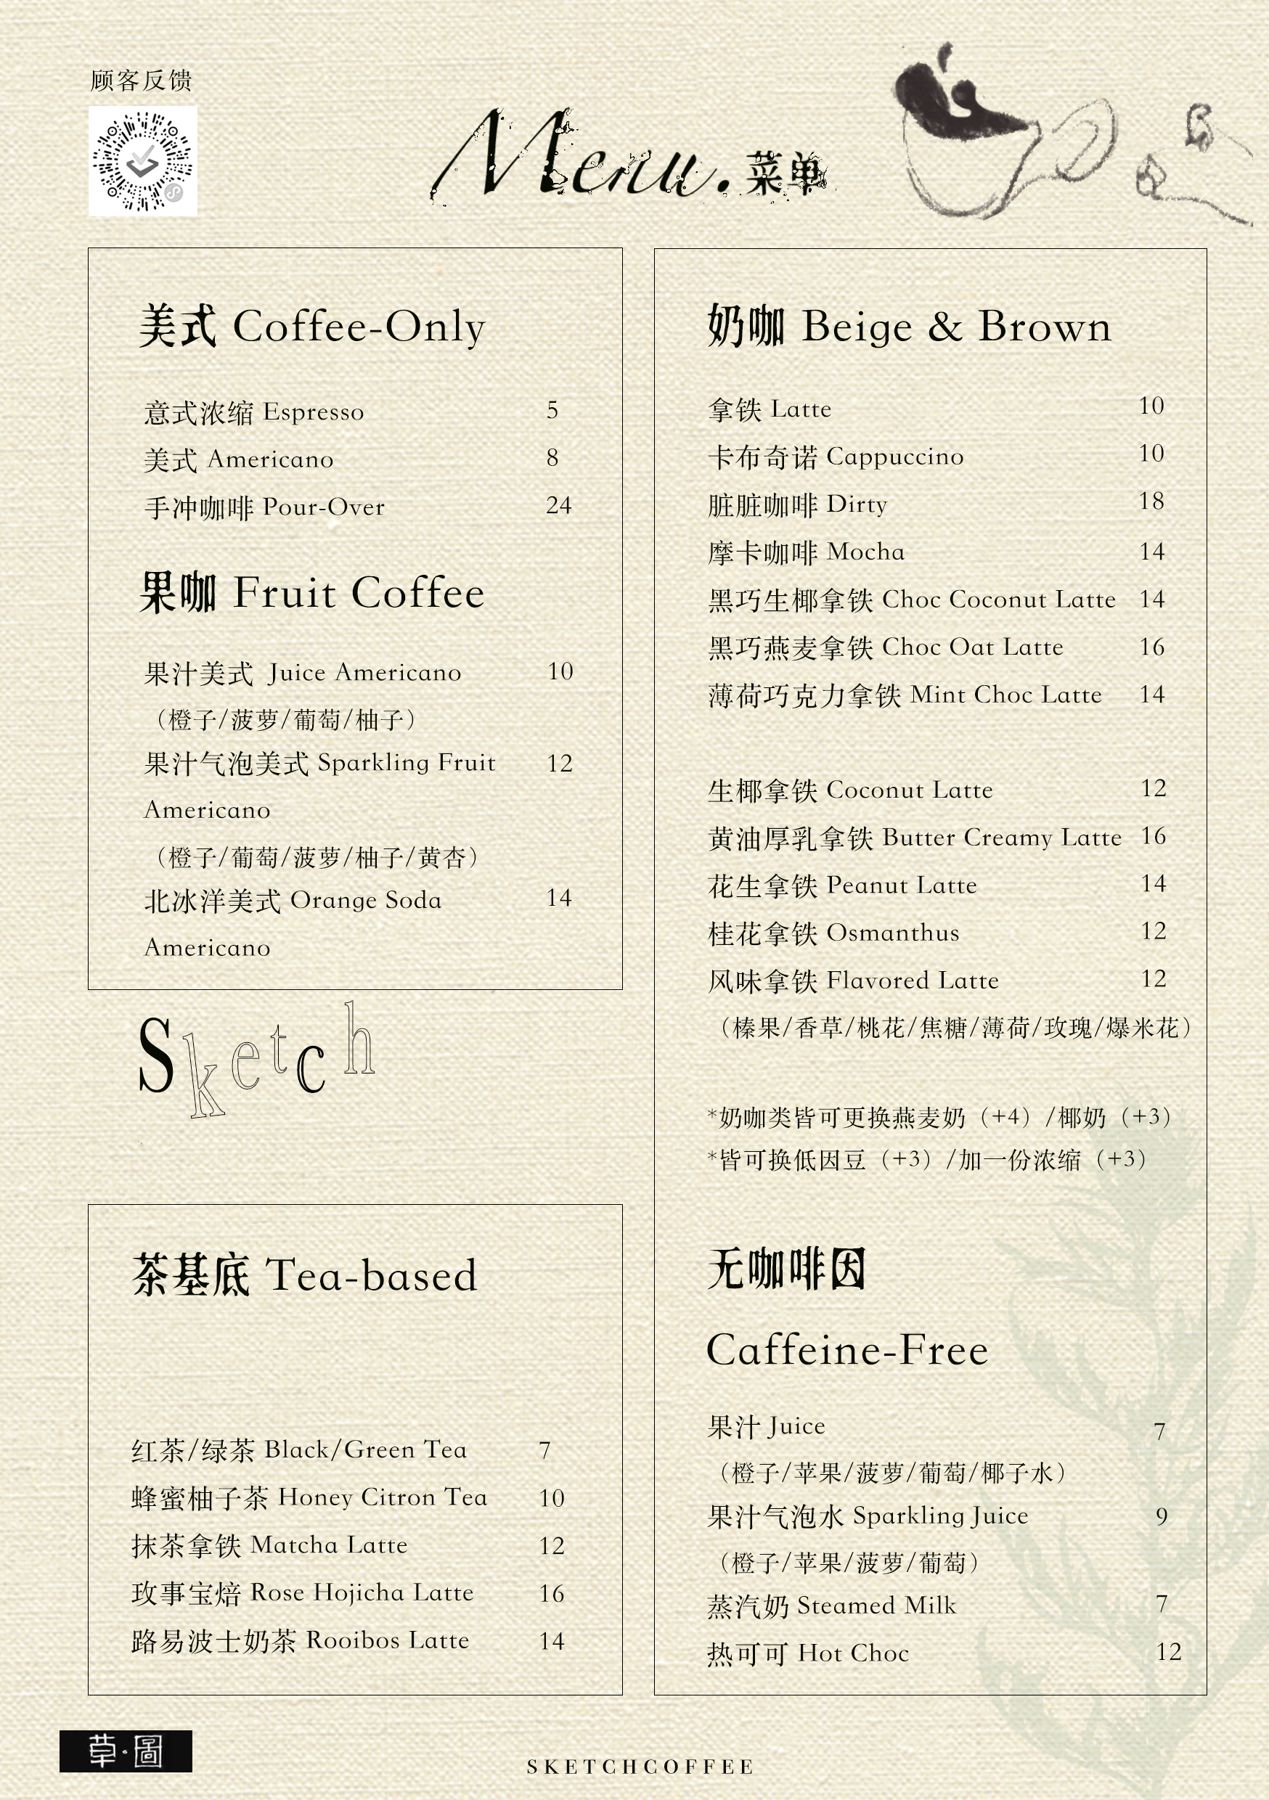 顾客反馈
Menu.菜单
美式 Coffee-Only
意式浓缩 Espresso 5
美式 Americano 8
手冲咖啡 Pour-Over 24
果咖 Fruit Coffee
果汁美式 Juice Americano 10
（橙子/菠萝/葡萄/柚子）
果汁气泡美式 Sparkling Fruit 12
Americano
（橙子/葡萄/菠萝/柚子/黄杏）
北冰洋美式 Orange Soda 14
Americano
Sketch
茶基底 Tea-based
红茶/绿茶 Black/Green Tea 7
蜂蜜柚子茶 Honey Citron Tea 10
抹茶拿铁 Matcha Latte 12
玫事宝焙 Rose Hojicha Latte 16
路易波士奶茶 Rooibos Latte 14
奶咖 Beige & Brown
拿铁 Latte 10
卡布奇诺 Cappuccino 10
脏脏咖啡 Dirty 18
摩卡咖啡 Mocha 14
黑巧生椰拿铁 Choc Coconut Latte 14
黑巧燕麦拿铁 Choc Oat Latte 16
薄荷巧克力拿铁 Mint Choc Latte 14
生椰拿铁 Coconut Latte 12
黄油厚乳拿铁 Butter Creamy Latte 16
花生拿铁 Peanut Latte 14
桂花拿铁 Osmanthus 12
风味拿铁 Flavored Latte 12
（榛果/香草/桃花/焦糖/薄荷/玫瑰/爆米花）
*奶咖类皆可更换燕麦奶（+4）/椰奶（+3）
*皆可换低因豆（+3）/加一份浓缩（+3）
无咖啡因
Caffeine-Free
果汁 Juice 7
（橙子/苹果/菠萝/葡萄/椰子水）
果汁气泡水 Sparkling Juice 9
（橙子/苹果/菠萝/葡萄）
蒸汽奶 Steamed Milk 7
热可可 Hot Choc 12
草·圖
SKETCHCOFFEE